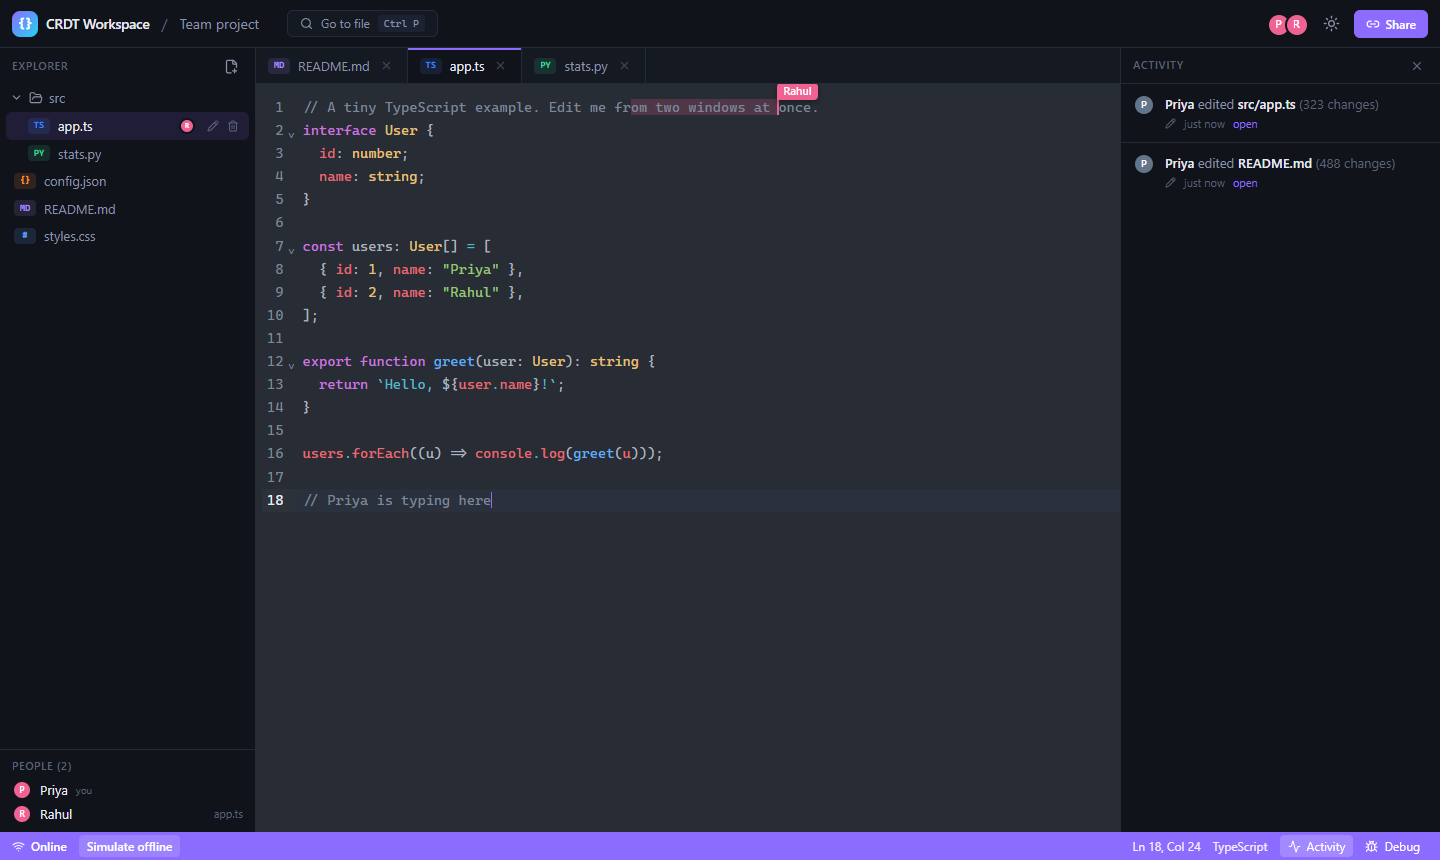 {} CRDT Workspace / Team project Go to file Ctrl P P R Share
EXPLORER
src
TS app.ts R
PY stats.py
{} config.json
MD README.md
# styles.css
PEOPLE (2)
P Priya you
R Rahul app.ts
MD README.md × TS app.ts × PY stats.py ×
Rahul
1 // A tiny TypeScript example. Edit me from two windows at once.
2 interface User {
3 id: number;
4 name: string;
5 }
6
7 const users: User[] = [
8 { id: 1, name: "Priya" },
9 { id: 2, name: "Rahul" },
10 ];
11
12 export function greet(user: User): string {
13 return `Hello, ${user.name}!`;
14 }
15
16 users.forEach((u) => console.log(greet(u)));
17
18 // Priya is typing here
ACTIVITY
P Priya edited src/app.ts (323 changes)
just now open
P Priya edited README.md (488 changes)
just now open
Online Simulate offline Ln 18, Col 24 TypeScript Activity Debug